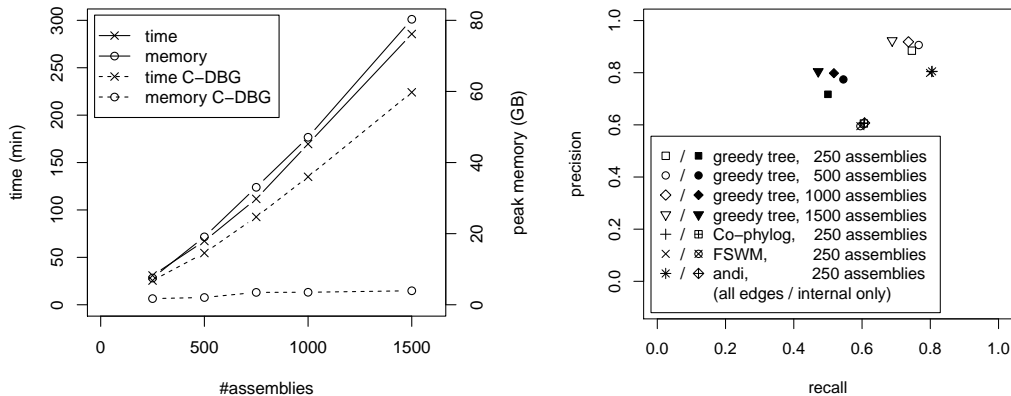 time
memory
time C−DBG
memory C−DBG
300
250
200
150
100
50
0
time (min)
80
60
40
20
0
peak memory (GB)
0
500
1000
1500
#assemblies
1.0
0.8
0.6
0.4
0.2
0.0
precision
□ / ■ greedy tree, 250 assemblies
○ / ● greedy tree, 500 assemblies
◇ / ◆ greedy tree, 1000 assemblies
▽ / ▼ greedy tree, 1500 assemblies
+ / ⊞ Co−phylog, 250 assemblies
× / ⊗ FSWM, 250 assemblies
✳ / ⊕ andi, 250 assemblies
(all edges / internal only)
0.0
0.2
0.4
0.6
0.8
1.0
recall